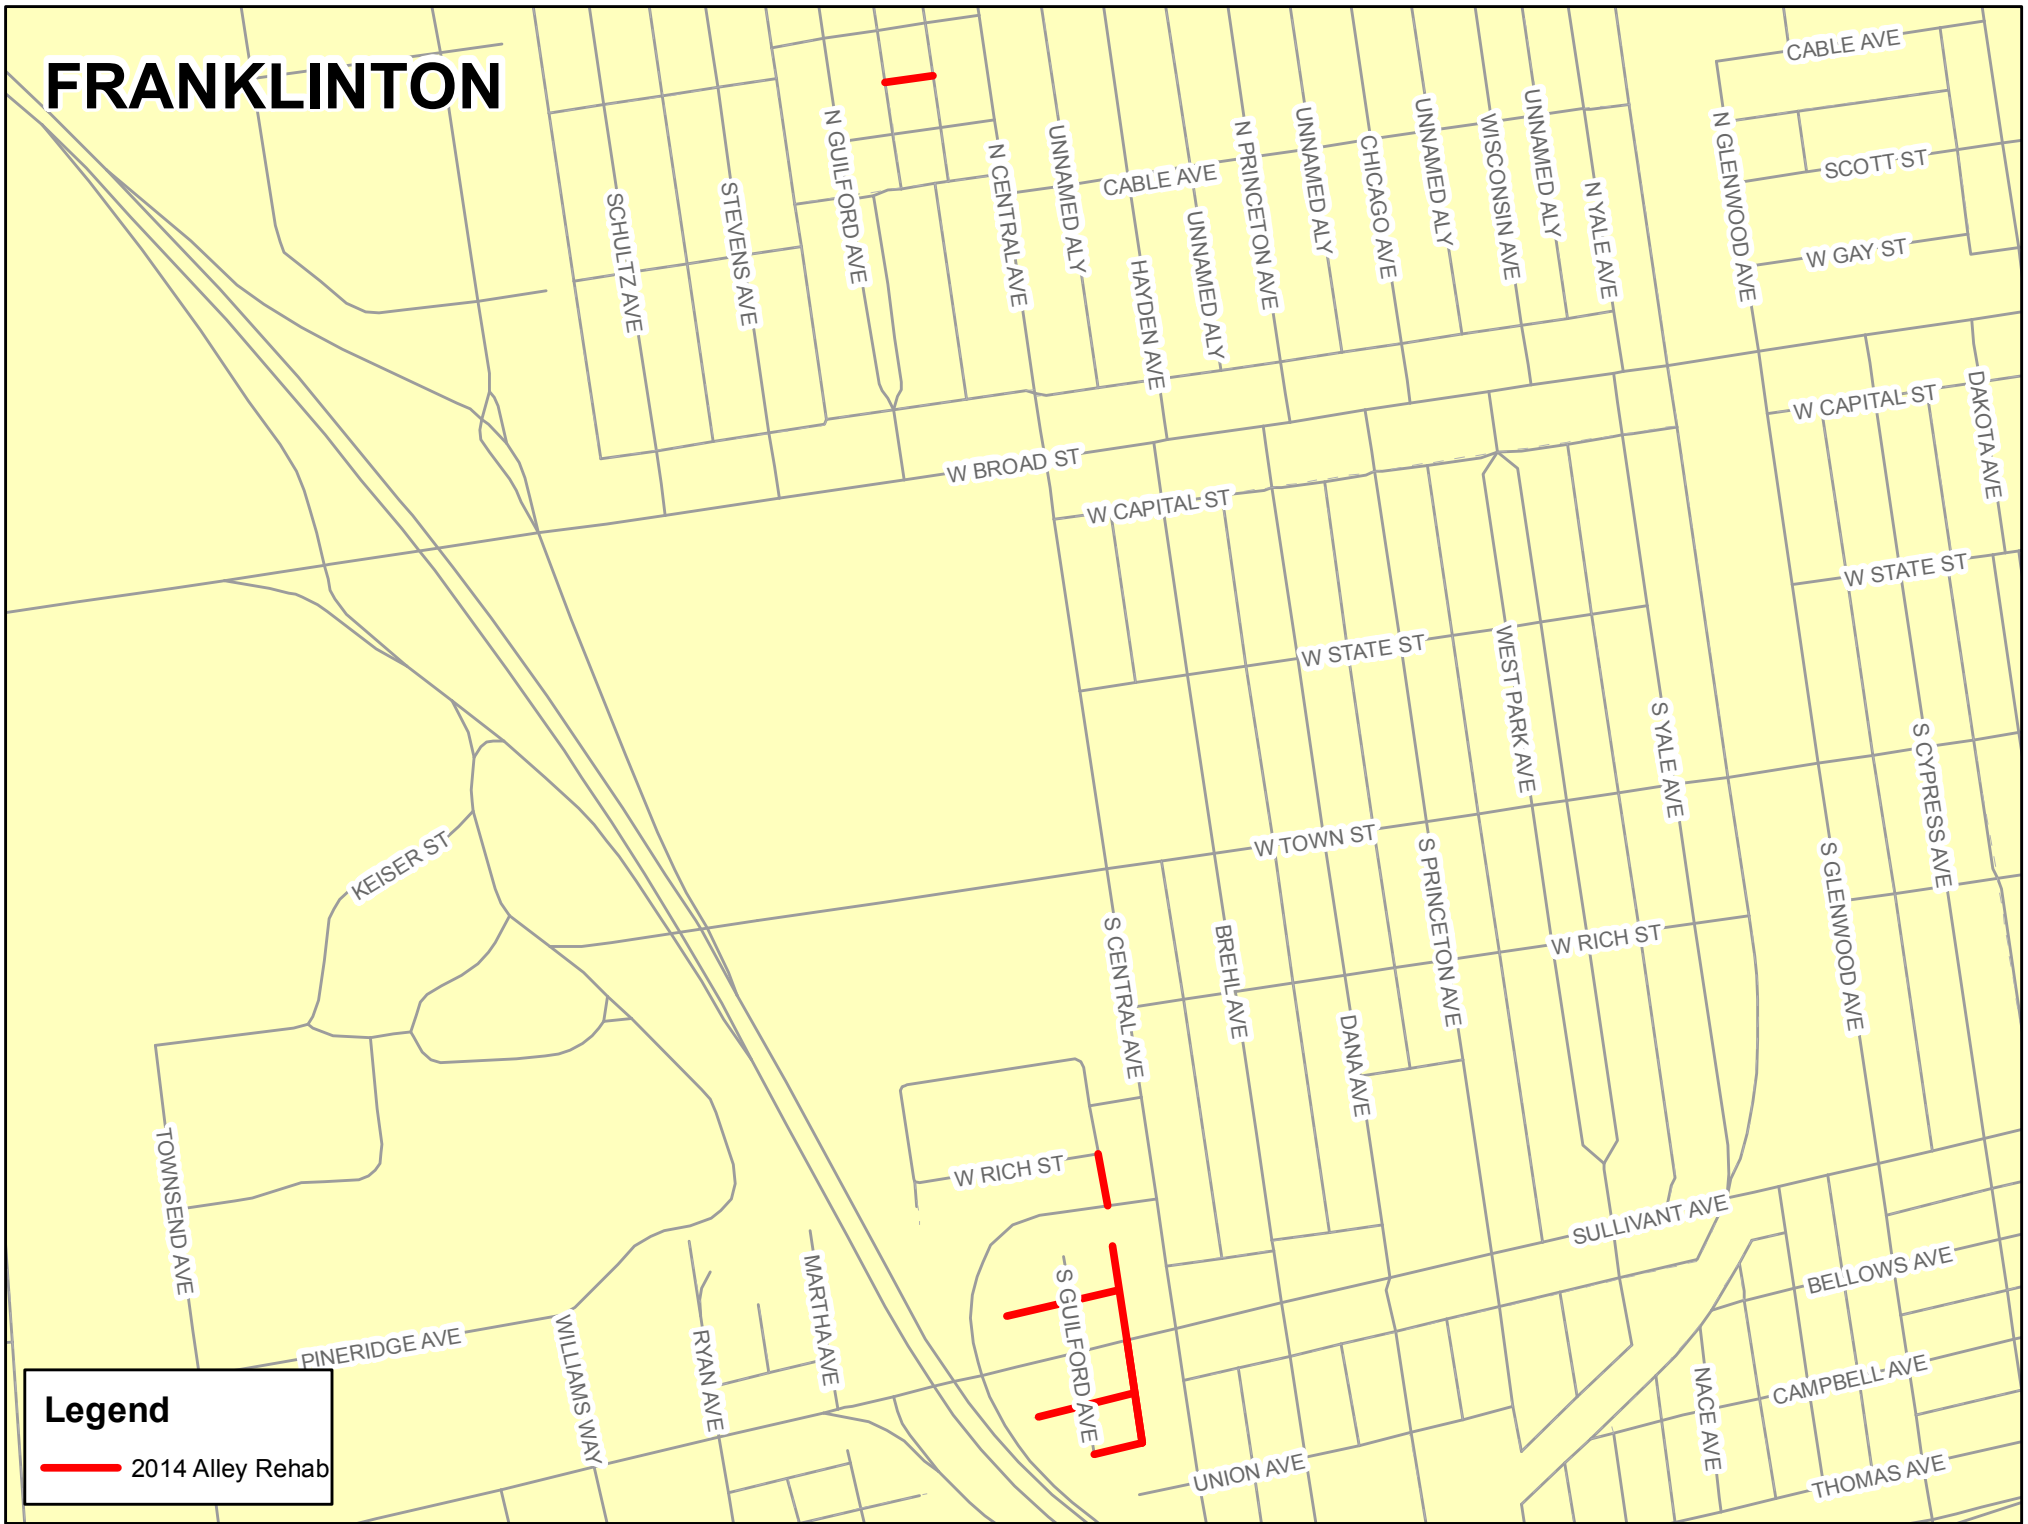 FRANKLINTON
CABLE AVE
SCOTT ST
W GAY ST
N GLENWOOD AVE
SCHULTZ AVE
STEVENS AVE
N GUILFORD AVE
N CENTRAL AVE
UNNAMED ALY
CABLE AVE
HAYDEN AVE
UNNAMED ALY
N PRINCETON AVE
UNNAMED ALY
CHICAGO AVE
UNNAMED ALY
WISCONSIN AVE
UNNAMED ALY
N YALE AVE
W CAPITAL ST
DAKOTA AVE
W BROAD ST
W CAPITAL ST
W STATE ST
W STATE ST
WEST PARK AVE
S YALE AVE
S CYPRESS AVE
W TOWN ST
KEISER ST
S CENTRAL AVE
BREHL AVE
S PRINCETON AVE
W RICH ST
S GLENWOOD AVE
DANA AVE
TOWNSEND AVE
W RICH ST
SULLIVANT AVE
BELLOWS AVE
MARTHA AVE
S GUILFORD AVE
PINERIDGE AVE
WILLIAMS WAY
RYAN AVE
NACE AVE
CAMPBELL AVE
UNION AVE
THOMAS AVE
Legend
2014 Alley Rehab